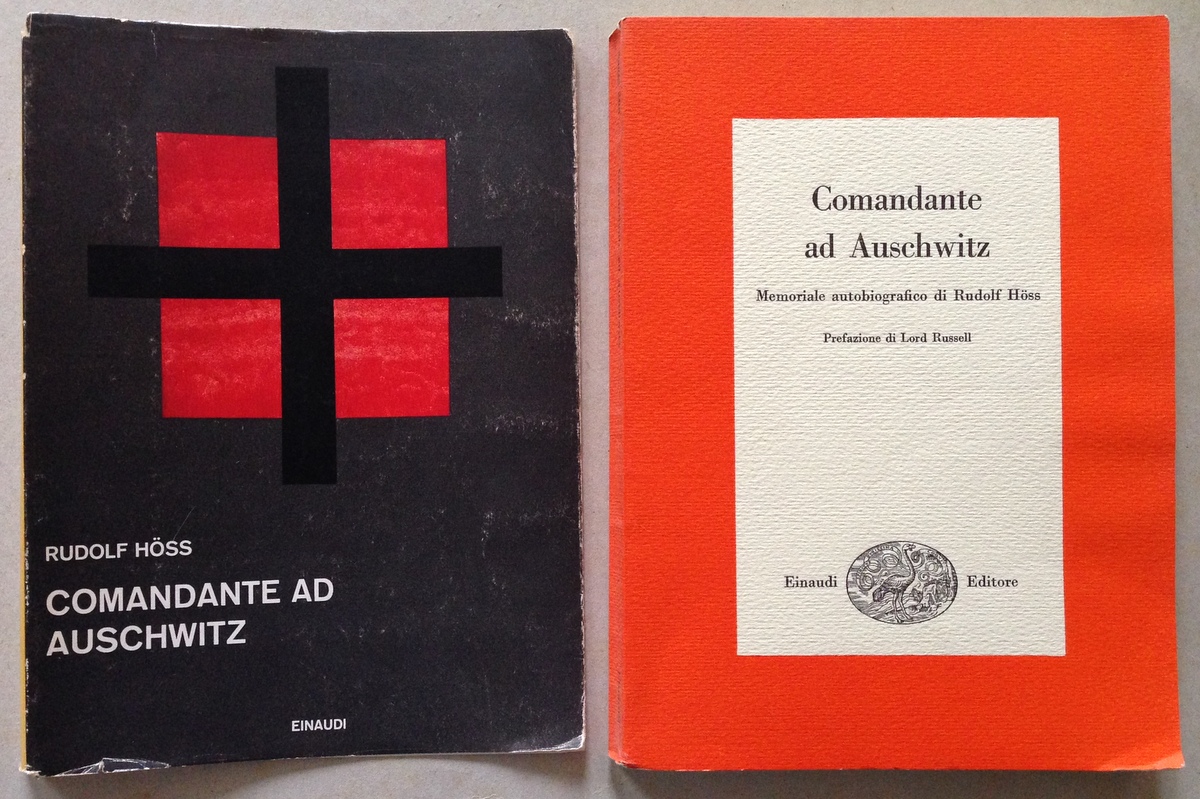 RUDOLF HÖSS
COMANDANTE AD
AUSCHWITZ
EINAUDI
Comandante
ad Auschwitz
Memoriale autobiografico di Rudolf Höss
Prefazione di Lord Russell
Einaudi Editore